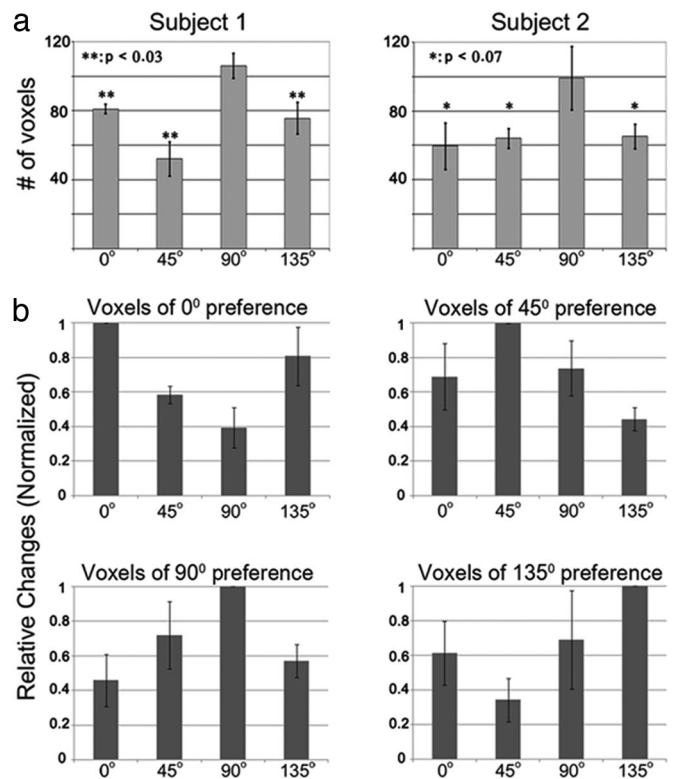 a
Subject 1
Subject 2
# of voxels
120
80
40
**:p < 0.03
**
**
**
0° 45° 90° 135°
120
80
40
*:p < 0.07
*
*
*
0° 45° 90° 135°
b
Relative Changes (Normalized)
Voxels of 0⁰ preference
1
0.8
0.6
0.4
0.2
0
0° 45° 90° 135°
Voxels of 45⁰ preference
1
0.8
0.6
0.4
0.2
0
0° 45° 90° 135°
Voxels of 90⁰ preference
1
0.8
0.6
0.4
0.2
0
0° 45° 90° 135°
Voxels of 135⁰ preference
1
0.8
0.6
0.4
0.2
0
0° 45° 90° 135°